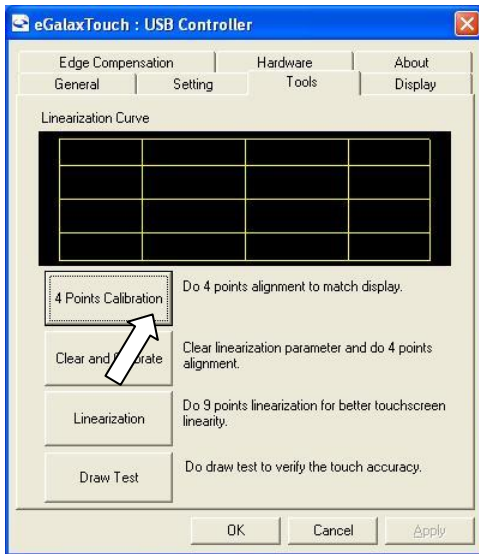 eGalaxTouch : USB Controller
Edge Compensation Hardware About
General Setting Tools Display
Linearization Curve
4 Points Calibration
Do 4 points alignment to match display.
Clear and
Clear linearization parameter and do 4 points
alignment.
Linearization
Do 9 points linearization for better touchscreen
linearity.
Draw Test
Do draw test to verify the touch accuracy.
OK Cancel Apply